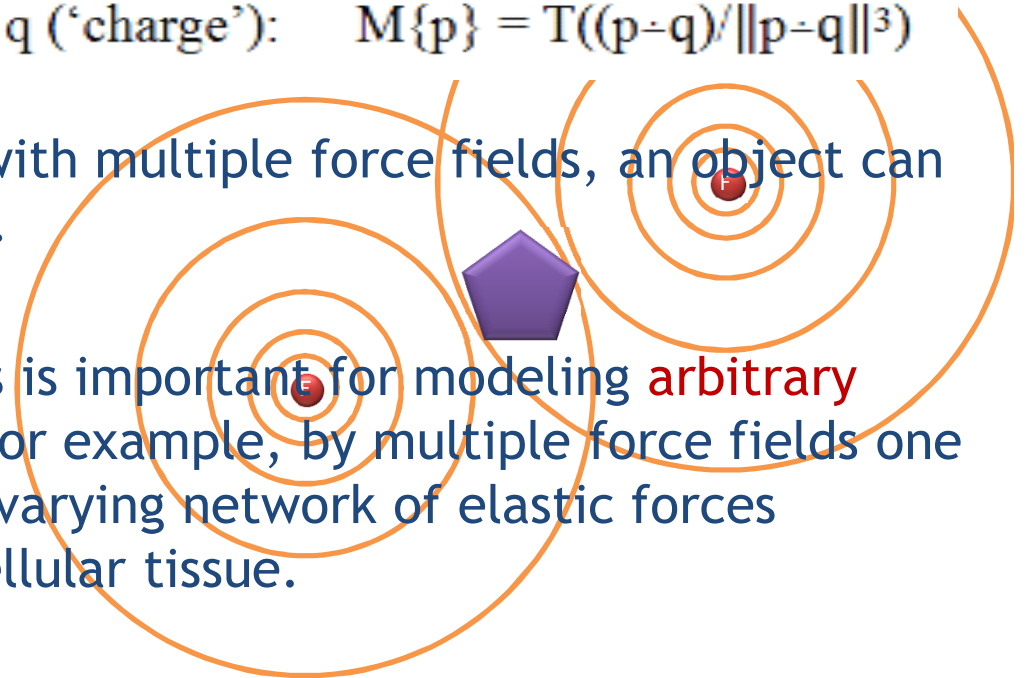 q (‘charge’): M{p} = T((p÷q)/||p÷q||³)
with multiple force fields, an object can
F
.
s is important for modeling arbitrary
F
or example, by multiple force fields one
varying network of elastic forces
llular tissue.